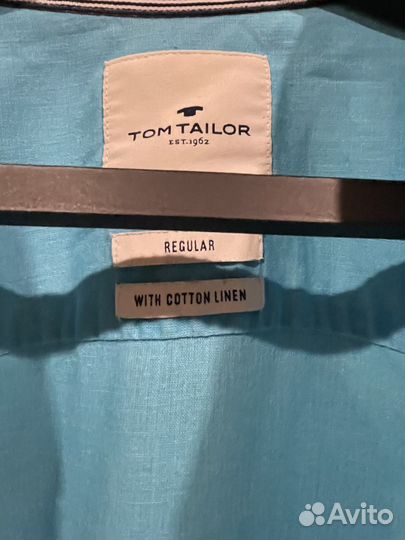 TOM TAILOR
EST.1962
REGULAR
WITH COTTON LINEN
Avito